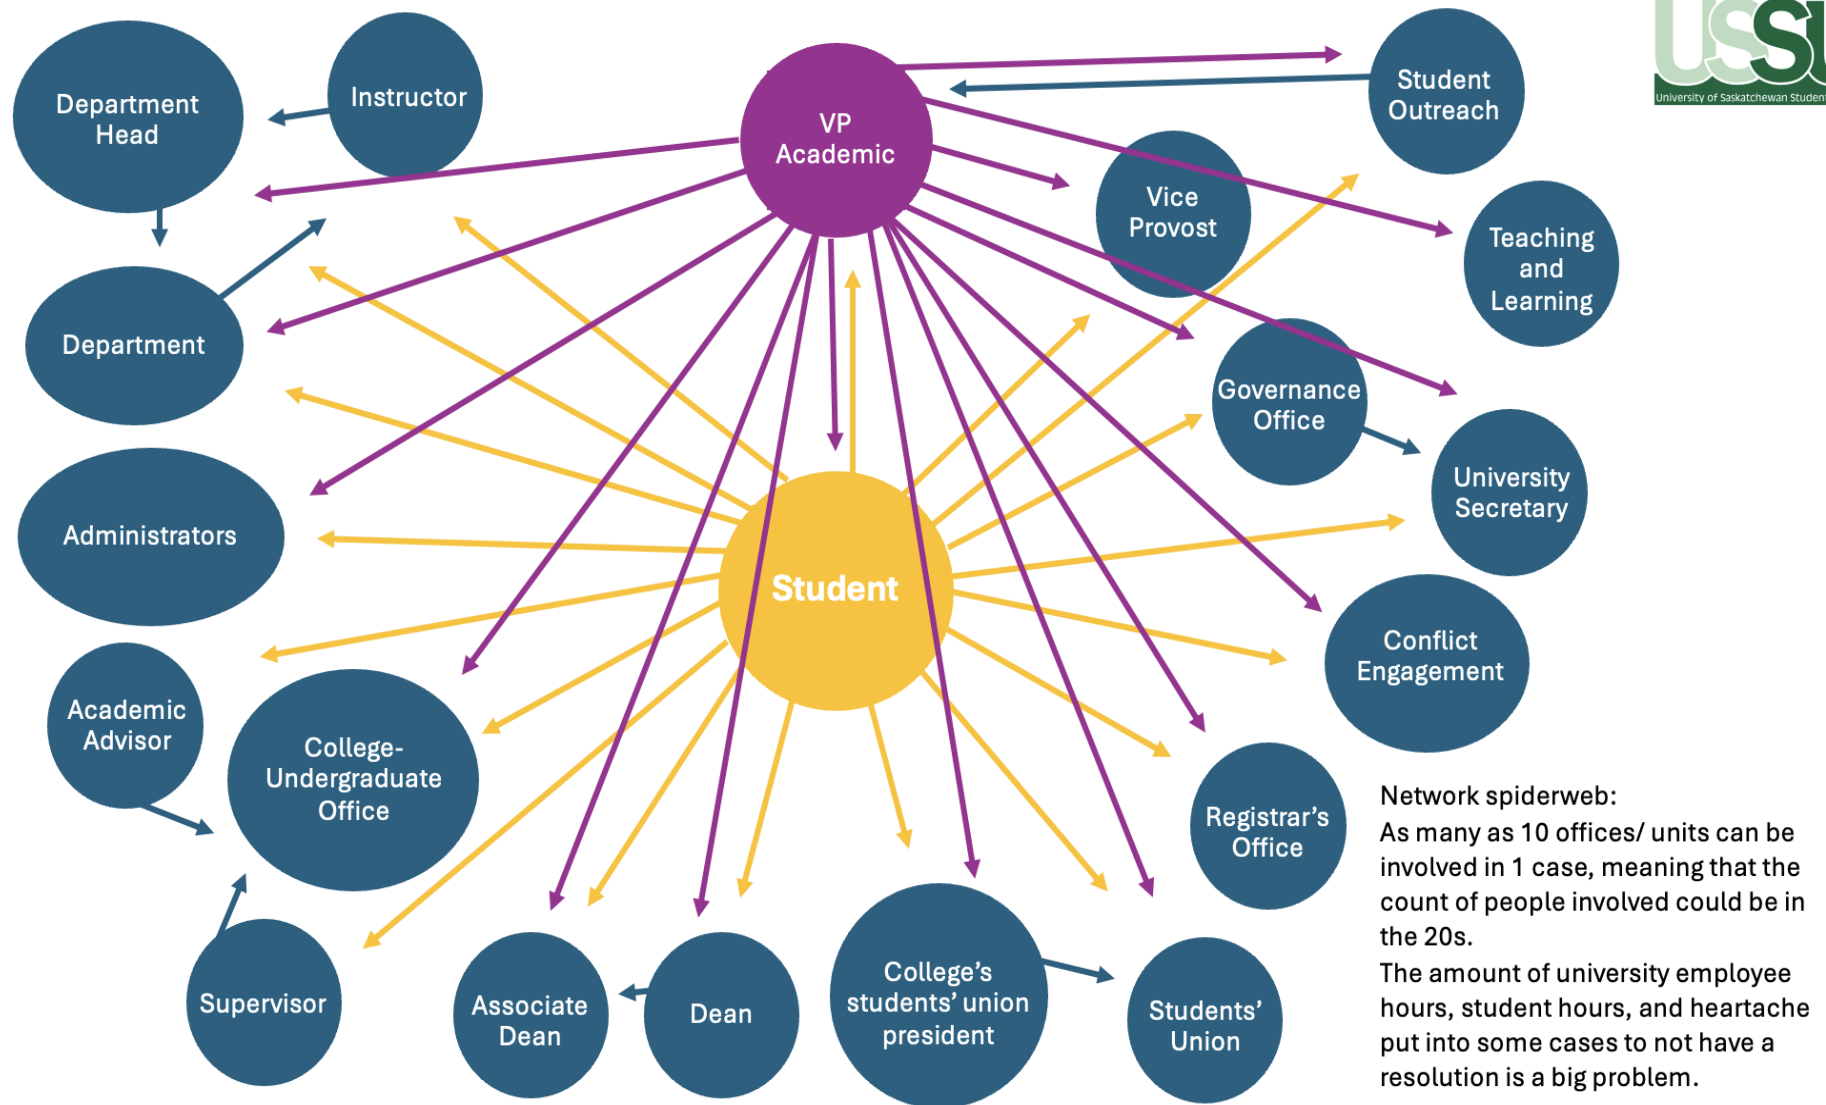 Department
Head
Instructor
VP
Academic
Student
Outreach
USSU
University of Saskatchewan Student
Vice
Provost
Teaching
and
Learning
Department
Governance
Office
University
Secretary
Administrators
Student
Conflict
Engagement
Academic
Advisor
College-
Undergraduate
Office
Registrar's
Office
Supervisor
Associate
Dean
Dean
College's
students' union
president
Students'
Union
Network spiderweb:
As many as 10 offices/ units can be
involved in 1 case, meaning that the
count of people involved could be in
the 20s.
The amount of university employee
hours, student hours, and heartache
put into some cases to not have a
resolution is a big problem.